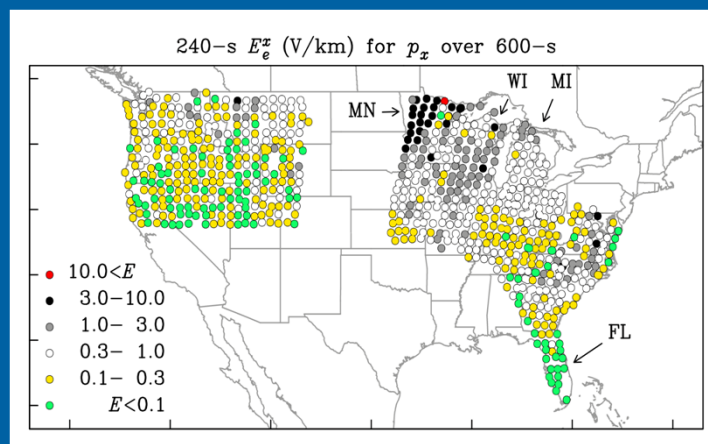 240-s E_e^x (V/km) for p_x over 600-s
WI MI
MN
10.0<E
3.0-10.0
1.0- 3.0
0.3- 1.0
0.1- 0.3
E<0.1
FL